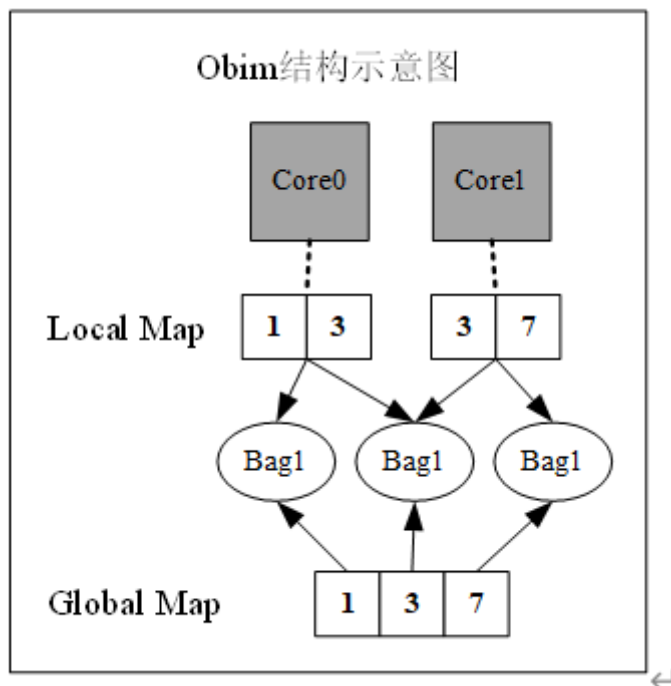 Obim结构示意图
Core0 Core1
Local Map 1 3 3 7
Bag1 Bag1 Bag1
Global Map 1 3 7